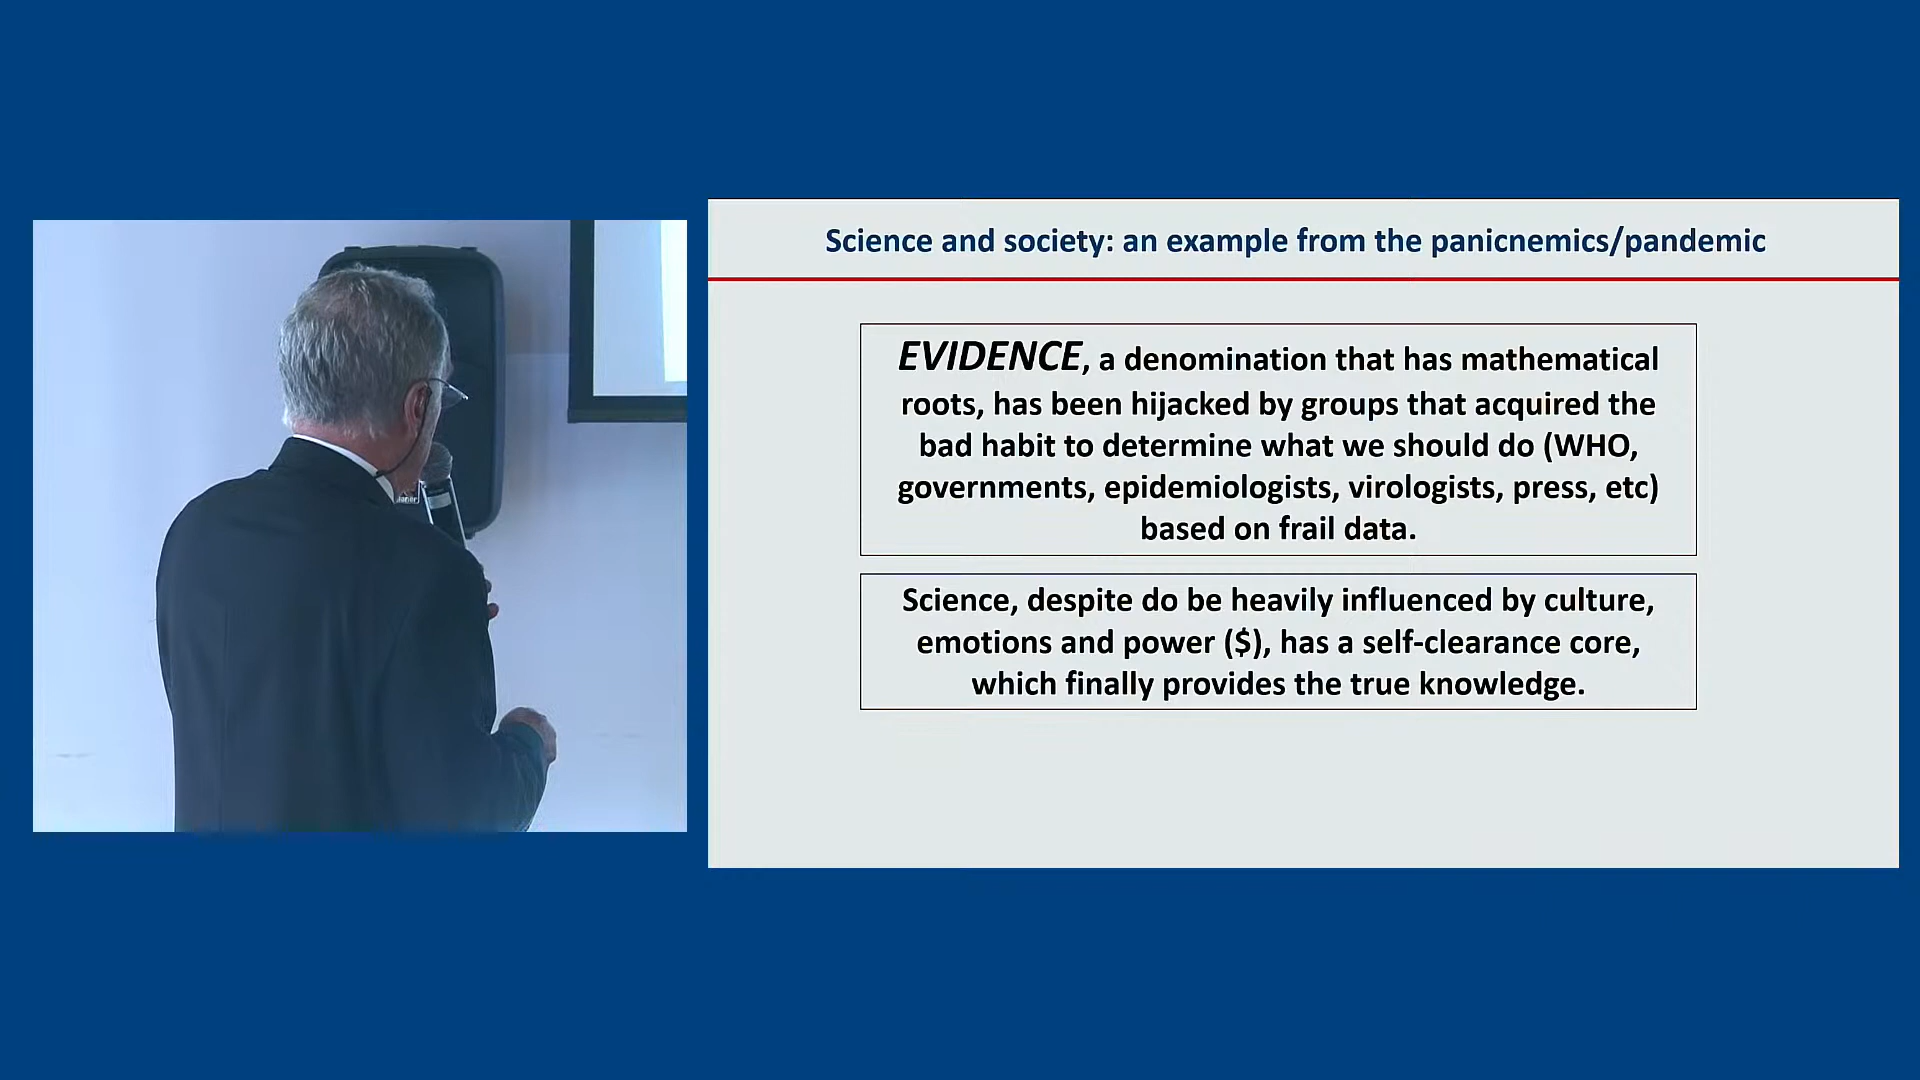 Science and society: an example from the panicnemics/pandemic
EVIDENCE, a denomination that has mathematical
roots, has been hijacked by groups that acquired the
bad habit to determine what we should do (WHO,
governments, epidemiologists, virologists, press, etc)
based on frail data.
Science, despite do be heavily influenced by culture,
emotions and power ($), has a self-clearance core,
which finally provides the true knowledge.